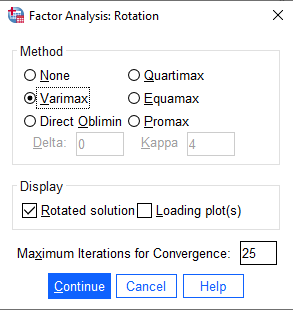 Factor Analysis: Rotation
Method
None Quartimax
Varimax Equamax
Direct Oblimin Promax
Delta: 0 Kappa 4
Display
Rotated solution Loading plot(s)
Maximum Iterations for Convergence: 25
Continue Cancel Help